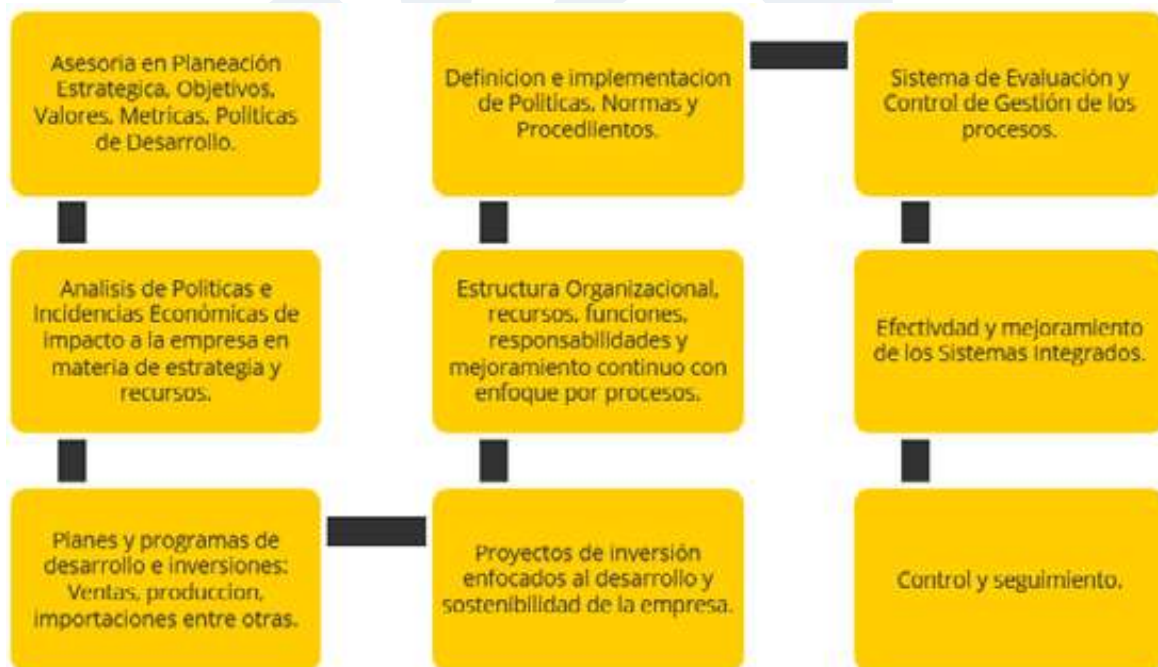 Asesoria en Planeación
Estrategica, Objetivos,
Valores, Metricas, Politicas
de Desarrollo.
Analisis de Politicas e
Incidencias Económicas de
impacto a la empresa en
materia de estrategia y
recursos.
Planes y programas de
desarrollo e inversiones:
Ventas, produccion,
importaciones entre otras.
Proyectos de inversión
enfocados al desarrollo y
sostenibilidad de la empresa.
Estructura Organizacional,
recursos, funciones,
responsabilidades y
mejoramiento continuo con
enfoque por procesos.
Definicion e implementacion
de Politicas, Normas y
Procedilentos.
Sistema de Evaluación y
Control de Gestión de los
procesos.
Efectivdad y mejoramiento
de los Sistemas Integrados.
Control y seguimiento.